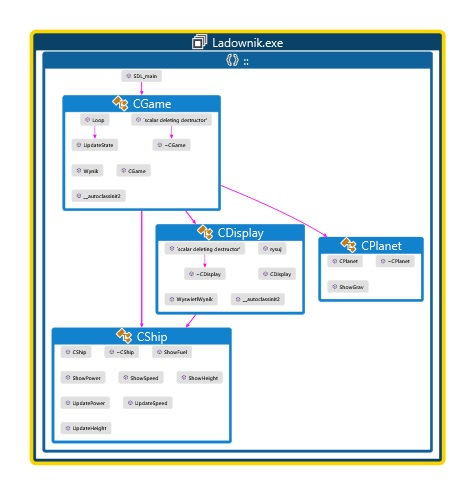 Ladownik.exe
::
SDL_main
CGame
Loop
`scalar deleting destructor'
UpdateState
~CGame
Wynik
CGame
__autoclassinit2
CDisplay
`scalar deleting destructor'
rysuj
~CDisplay
CDisplay
WyswietlWynik
__autoclassinit2
CPlanet
CPlanet
~CPlanet
ShowGrav
CShip
CShip
~CShip
ShowFuel
ShowPower
ShowSpeed
ShowHeight
UpdatePower
UpdateSpeed
UpdateHeight